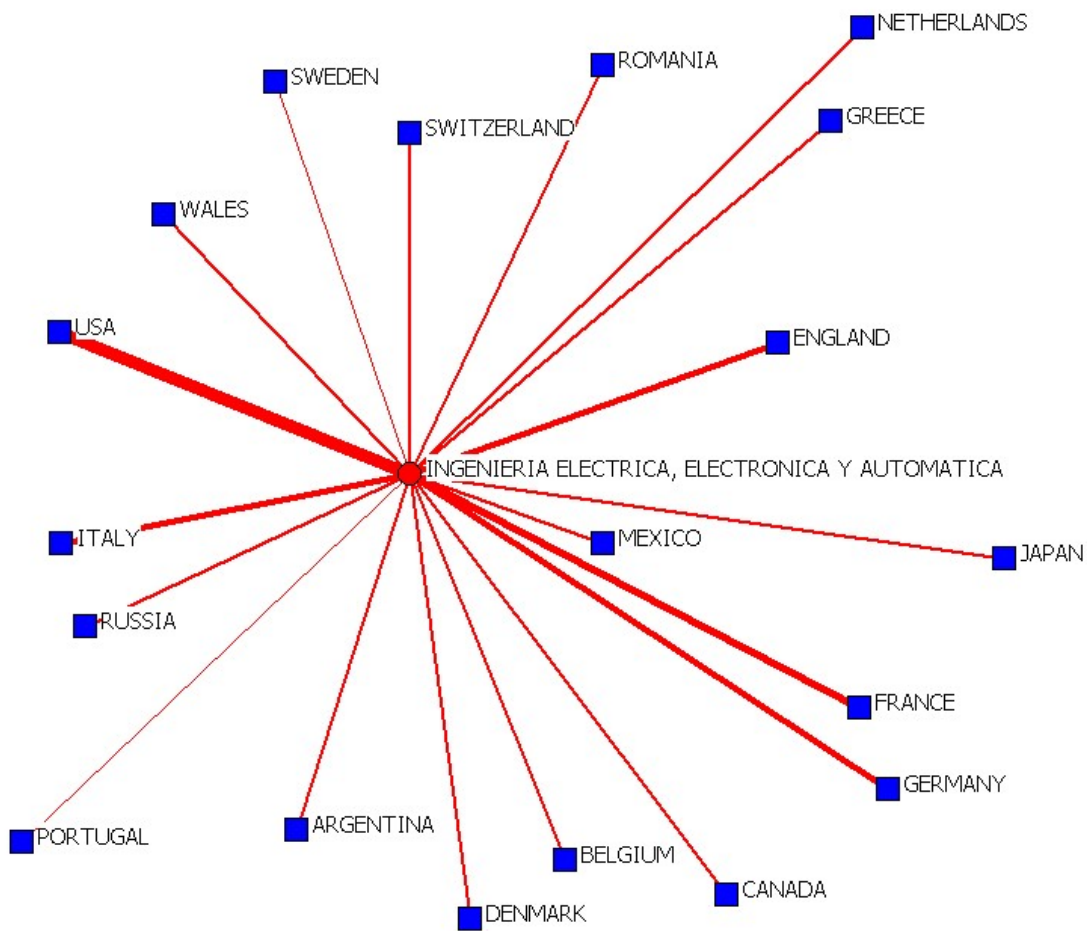 NETHERLANDS
ROMANIA
SWEDEN
GREECE
SWITZERLAND
WALES
USA
ENGLAND
INGENIERIA ELECTRICA, ELECTRONICA Y AUTOMATICA
ITALY
MEXICO
JAPAN
RUSSIA
FRANCE
GERMANY
ARGENTINA
PORTUGAL
BELGIUM
CANADA
DENMARK